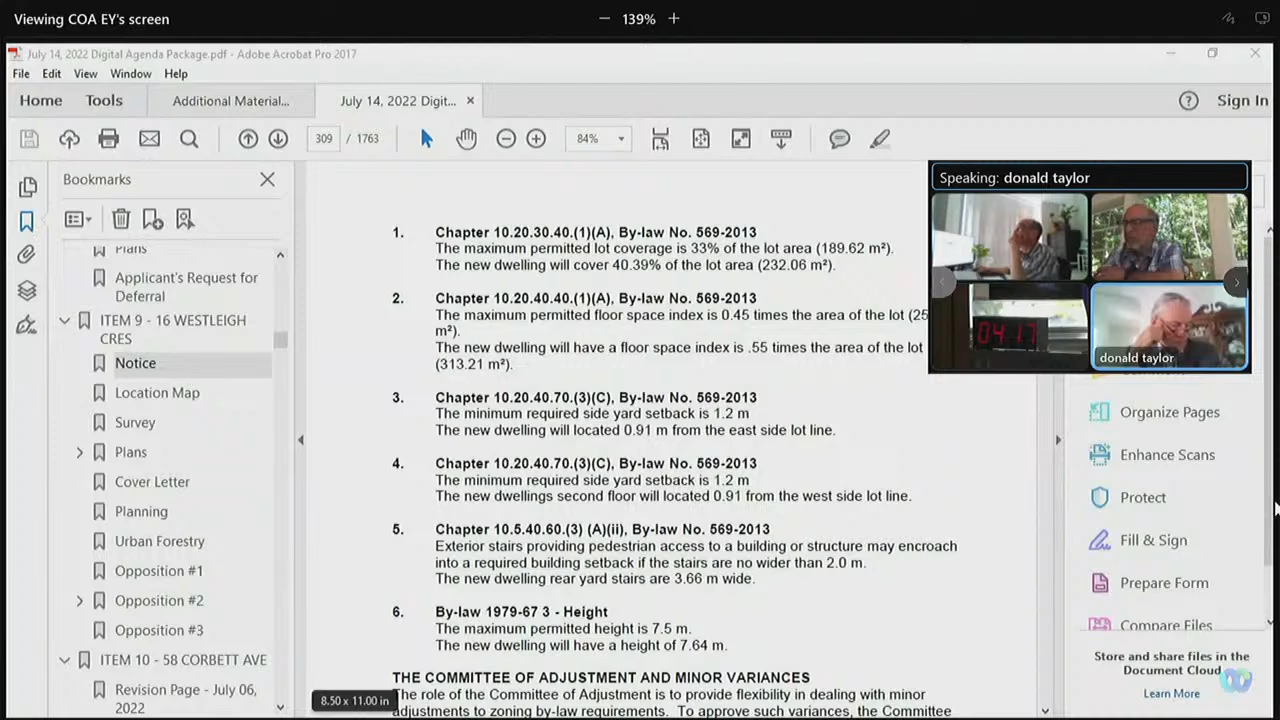 Viewing COA EY's screen
139%
July 14, 2022 Digital Agenda Package.pdf - Adobe Acrobat Pro 2017
File Edit View Window Help
Home Tools Additional Material... July 14, 2022 Digit... Sign In
309 / 1763 84%
Bookmarks
Plans
Applicant's Request for
Deferral
ITEM 9 - 16 WESTLEIGH
CRES
Notice
Location Map
Survey
Plans
Cover Letter
Planning
Urban Forestry
Opposition #1
Opposition #2
Opposition #3
ITEM 10 - 58 CORBETT AVE
Revision Page - July 06,
2022
1. Chapter 10.20.30.40.(1)(A), By-law No. 569-2013
The maximum permitted lot coverage is 33% of the lot area (189.62 m²).
The new dwelling will cover 40.39% of the lot area (232.06 m²).
2. Chapter 10.20.40.40.(1)(A), By-law No. 569-2013
The maximum permitted floor space index is 0.45 times the area of the lot (25
m²).
The new dwelling will have a floor space index is .55 times the area of the lot
(313.21 m²).
3. Chapter 10.20.40.70.(3)(C), By-law No. 569-2013
The minimum required side yard setback is 1.2 m
The new dwelling will located 0.91 m from the east side lot line.
4. Chapter 10.20.40.70.(3)(C), By-law No. 569-2013
The minimum required side yard setback is 1.2 m
The new dwellings second floor will located 0.91 from the west side lot line.
5. Chapter 10.5.40.60.(3) (A)(ii), By-law No. 569-2013
Exterior stairs providing pedestrian access to a building or structure may encroach
into a required building setback if the stairs are no wider than 2.0 m.
The new dwelling rear yard stairs are 3.66 m wide.
6. By-law 1979-67 3 - Height
The maximum permitted height is 7.5 m.
The new dwelling will have a height of 7.64 m.
THE COMMITTEE OF ADJUSTMENT AND MINOR VARIANCES
The role of the Committee of Adjustment is to provide flexibility in dealing with minor
adjustments to zoning by-law requirements. To approve such variances, the Committee
8.50 x 11.00 in
Speaking: donald taylor
04:17
donald taylor
Organize Pages
Enhance Scans
Protect
Fill & Sign
Prepare Form
Compare Files
Store and share files in the
Document Cloud
Learn More